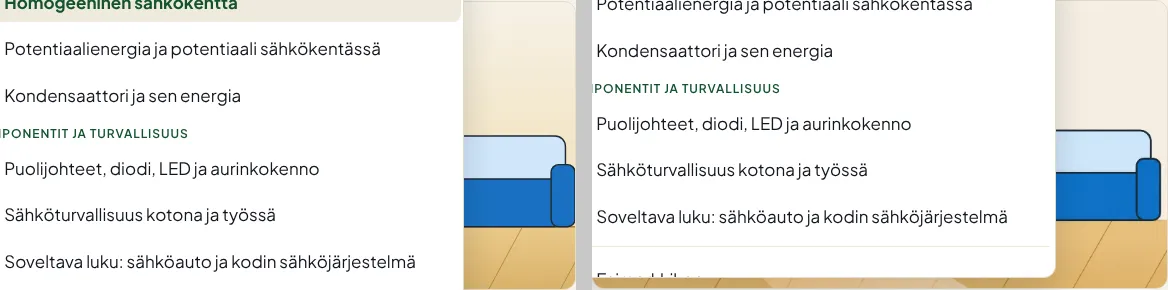 Homogeeninen sähkökenttä
Potentiaalienergia ja potentiaali sähkökentässä
Kondensaattori ja sen energia
PONENTIT JA TURVALLISUUS
Puolijohteet, diodi, LED ja aurinkokenno
Sähköturvallisuus kotona ja työssä
Soveltava luku: sähköauto ja kodin sähköjärjestelmä
Potentiaalienergia ja potentiaali sähkökentässä
Kondensaattori ja sen energia
PONENTIT JA TURVALLISUUS
Puolijohteet, diodi, LED ja aurinkokenno
Sähköturvallisuus kotona ja työssä
Soveltava luku: sähköauto ja kodin sähköjärjestelmä